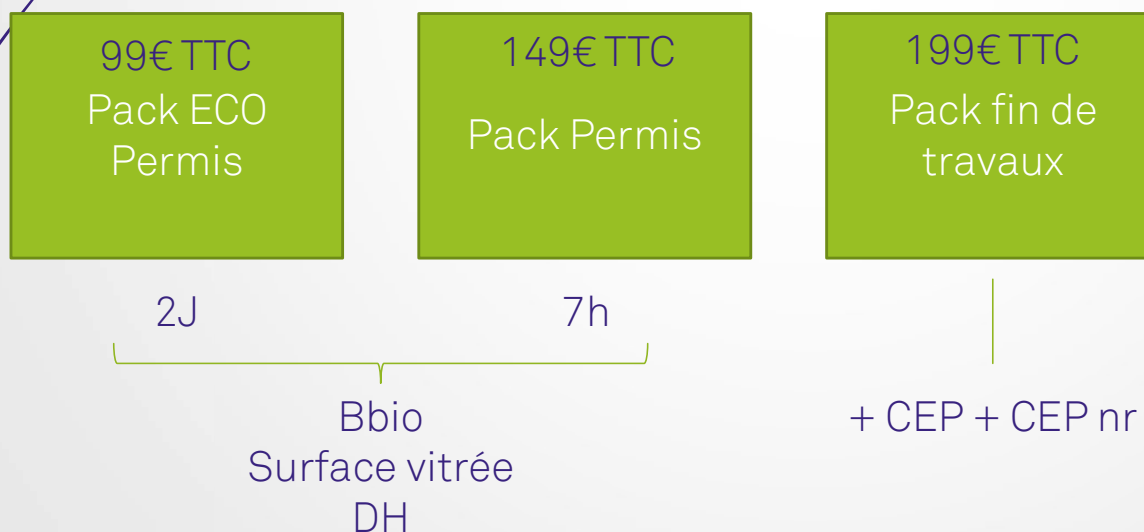 99€ TTC
Pack ECO
Permis
149€ TTC
Pack Permis
199€ TTC
Pack fin de
travaux
2J
7h
Bbio
Surface vitrée
DH
+ CEP + CEP nr